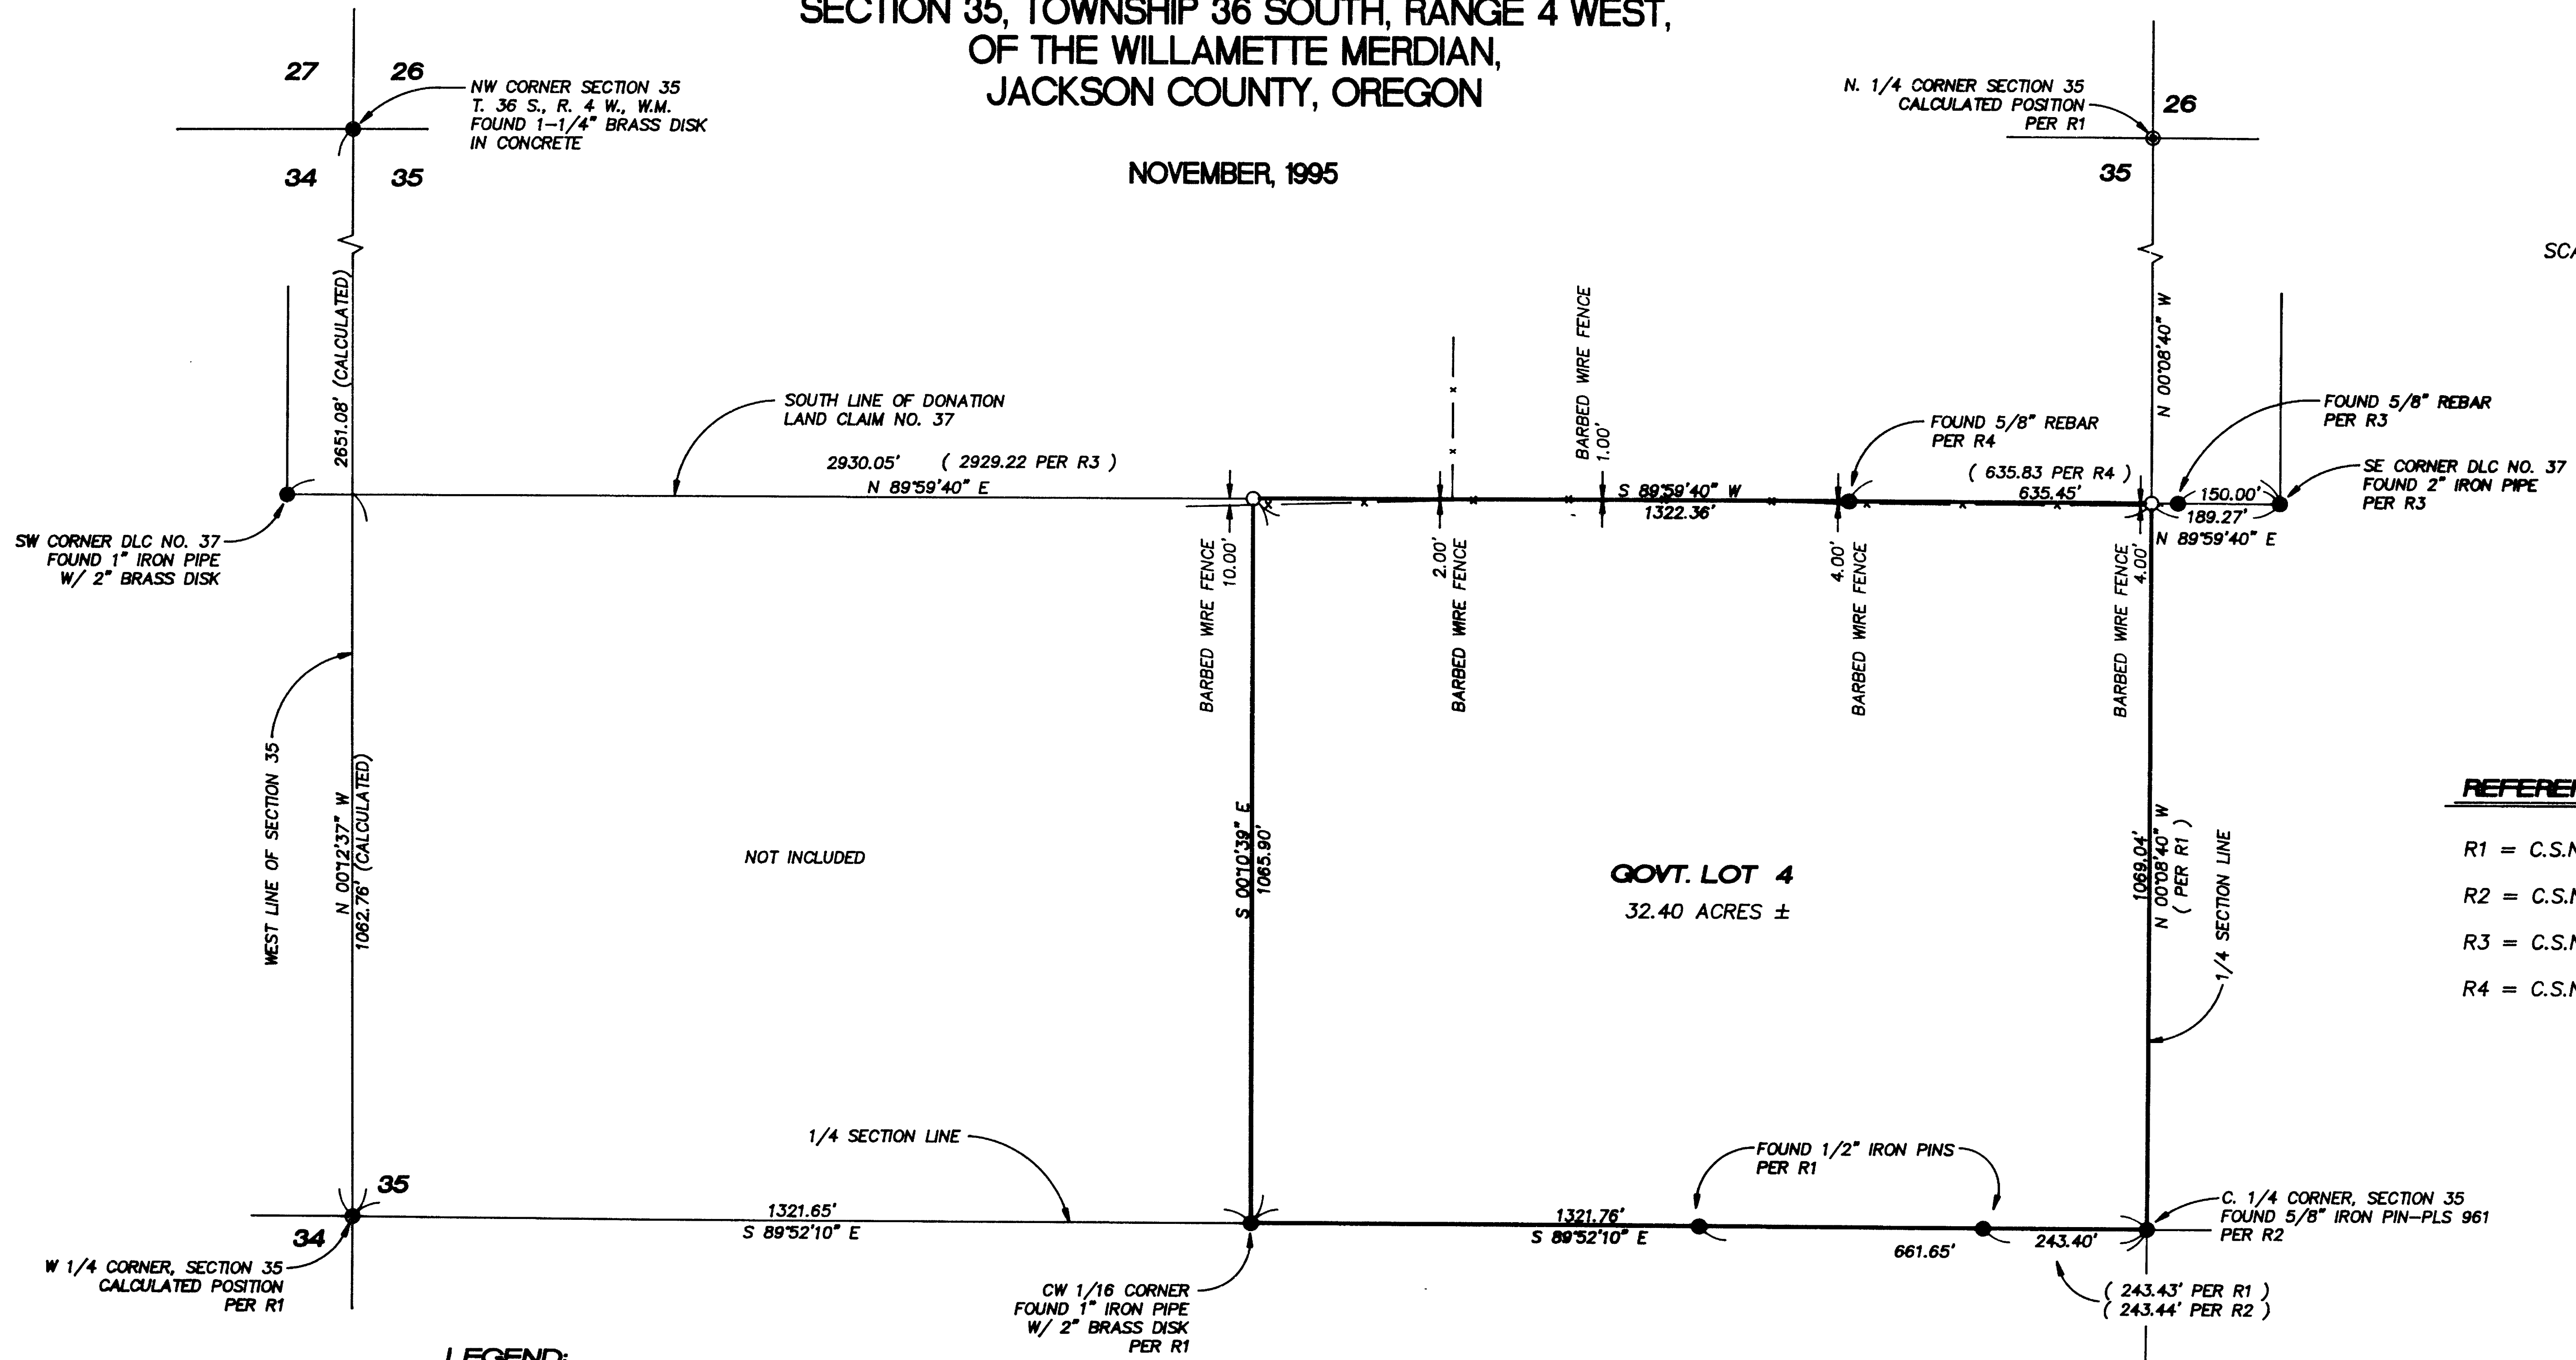 SECTION 35, TOWNSHIP 36 SOUTH, RANGE 4 WEST,
OF THE WILLAMETTE MERDIAN,
JACKSON COUNTY, OREGON
NOVEMBER, 1995
27
26
34
35
NW CORNER SECTION 35
T. 36 S., R. 4 W., W.M.
FOUND 1-1/4" BRASS DISK
IN CONCRETE
N. 1/4 CORNER SECTION 35
CALCULATED POSITION
PER R1
26
35
SCA
2651.08' (CALCULATED)
SOUTH LINE OF DONATION
LAND CLAIM NO. 37
2930.05' ( 2929.22 PER R3 )
N 89°59'40" E
BARBED WIRE FENCE
1.00'
N 00°08'40" W
FOUND 5/8" REBAR
PER R4
FOUND 5/8" REBAR
PER R3
( 635.83 PER R4 )
635.45'
S 89°59'40" W
1322.36'
150.00'
189.27'
N 89°59'40" E
SE CORNER DLC NO. 37
FOUND 2" IRON PIPE
PER R3
SW CORNER DLC NO. 37
FOUND 1" IRON PIPE
W/ 2" BRASS DISK
BARBED WIRE FENCE
10.00'
2.00'
BARBED WIRE FENCE
4.00'
BARBED WIRE FENCE
BARBED WIRE FENCE
4.00'
WEST LINE OF SECTION 35
N 00°12'37" W
1062.76' (CALCULATED)
NOT INCLUDED
S 00°10'39" E
1065.90'
GOVT. LOT 4
32.40 ACRES ±
1069.04'
N 00°08'40" W
( PER R1 )
1/4 SECTION LINE
REFEREN
R1 = C.S.N
R2 = C.S.N
R3 = C.S.N
R4 = C.S.N
1/4 SECTION LINE
FOUND 1/2" IRON PINS
PER R1
35
34
1321.65'
S 89°52'10" E
1321.76'
S 89°52'10" E
661.65'
243.40'
( 243.43' PER R1 )
( 243.44' PER R2 )
C. 1/4 CORNER, SECTION 35
FOUND 5/8" IRON PIN-PLS 961
PER R2
W 1/4 CORNER, SECTION 35
CALCULATED POSITION
PER R1
CW 1/16 CORNER
FOUND 1" IRON PIPE
W/ 2" BRASS DISK
PER R1
LEGEND: